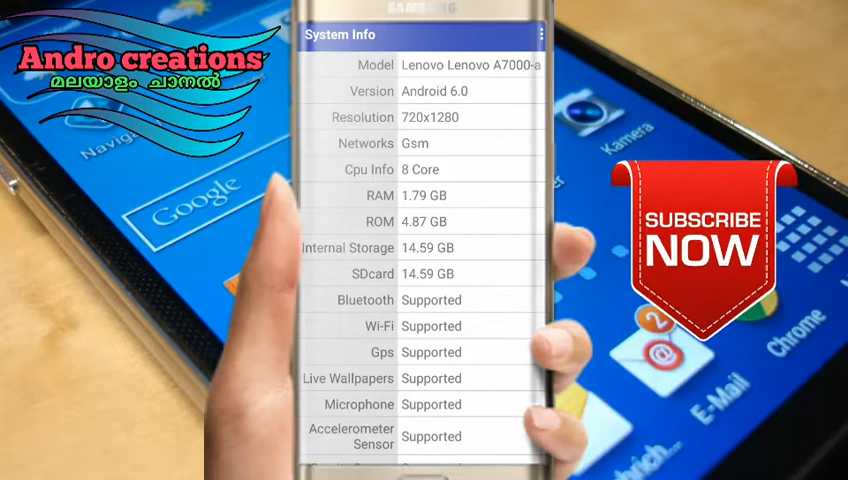 Andro creations
മലയാളം ചാനൽ
SAMSUNG
System Info
Model Lenovo Lenovo A7000-a
Version Android 6.0
Resolution 720x1280
Networks Gsm
Cpu Info 8 Core
RAM 1.79 GB
ROM 4.87 GB
Internal Storage 14.59 GB
SDcard 14.59 GB
Bluetooth Supported
Wi-Fi Supported
Gps Supported
Live Wallpapers Supported
Microphone Supported
Accelerometer
Sensor Supported
Google
Kamera
SUBSCRIBE
NOW
2
@
E-Mail
Chrome